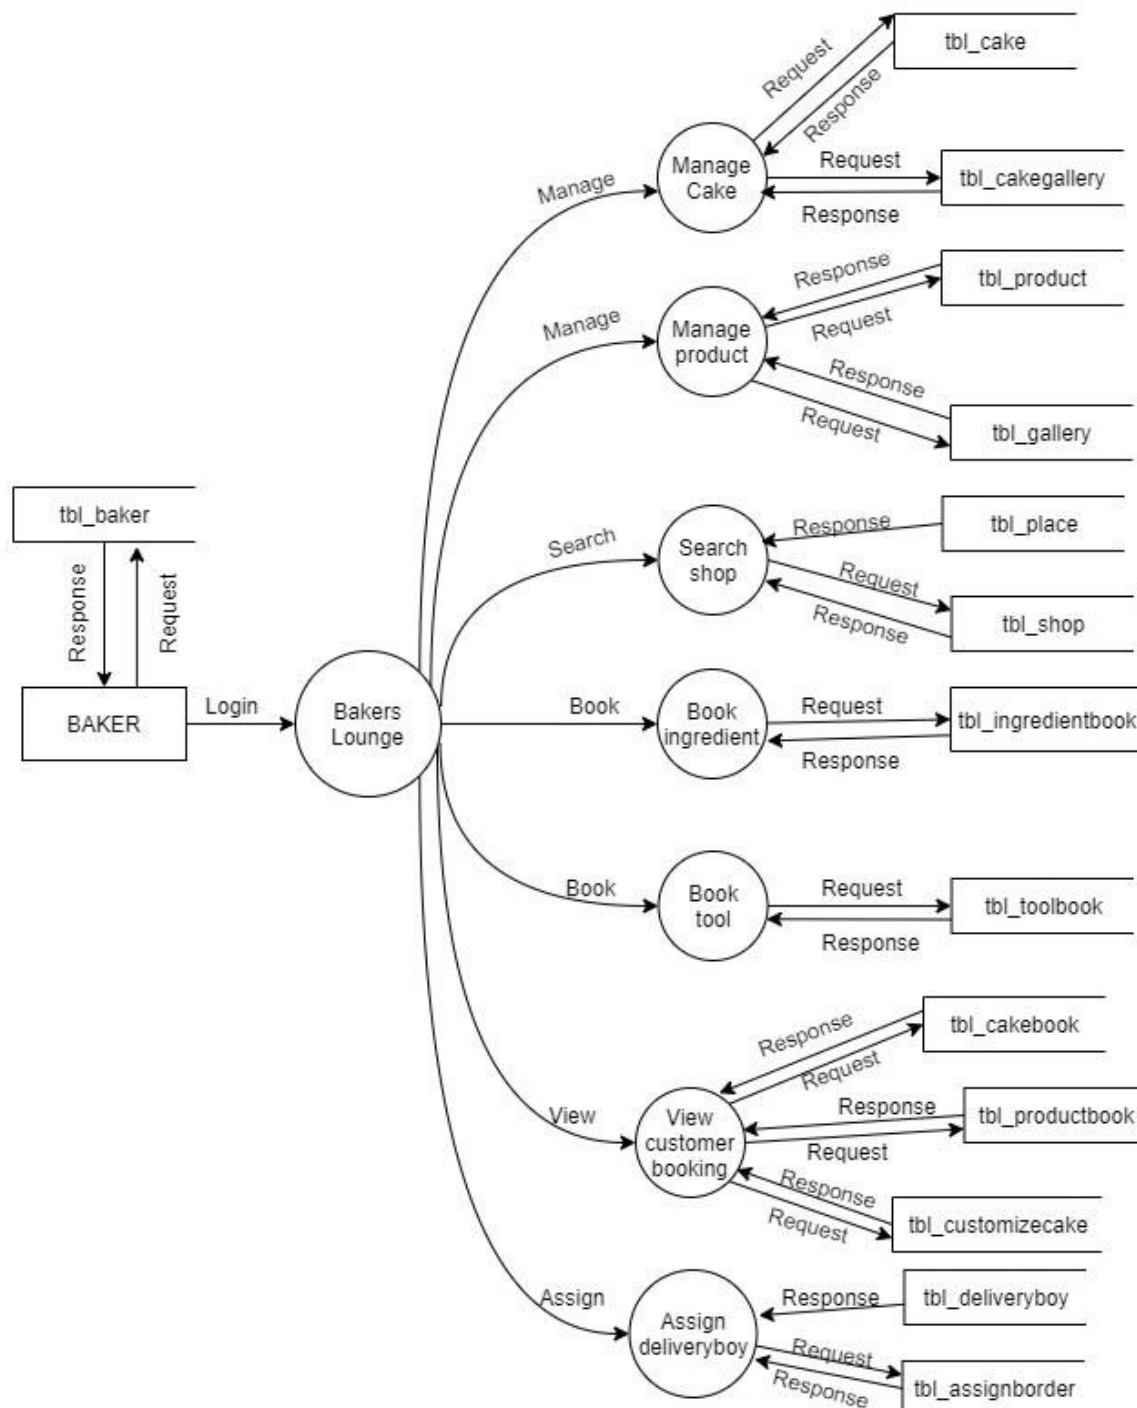 tbl_cake
Request
Response
Manage
Cake
Request
tbl_cakegallery
Response
Manage
Response
tbl_product
Request
Manage
product
Manage
Response
Request
tbl_gallery
tbl_baker
Response
Request
Response
tbl_place
Search
Search
shop
Request
Response
tbl_shop
BAKER
Login
Bakers
Lounge
Book
Book
ingredient
Request
tbl_ingredientbook
Response
Book
Book
tool
Request
tbl_toolbook
Response
Response
tbl_cakebook
Request
View
View
customer
booking
Response
tbl_productbook
Request
Response
Request
tbl_customizecake
Assign
Assign
deliveryboy
Response
tbl_deliveryboy
Request
Response
tbl_assignborder